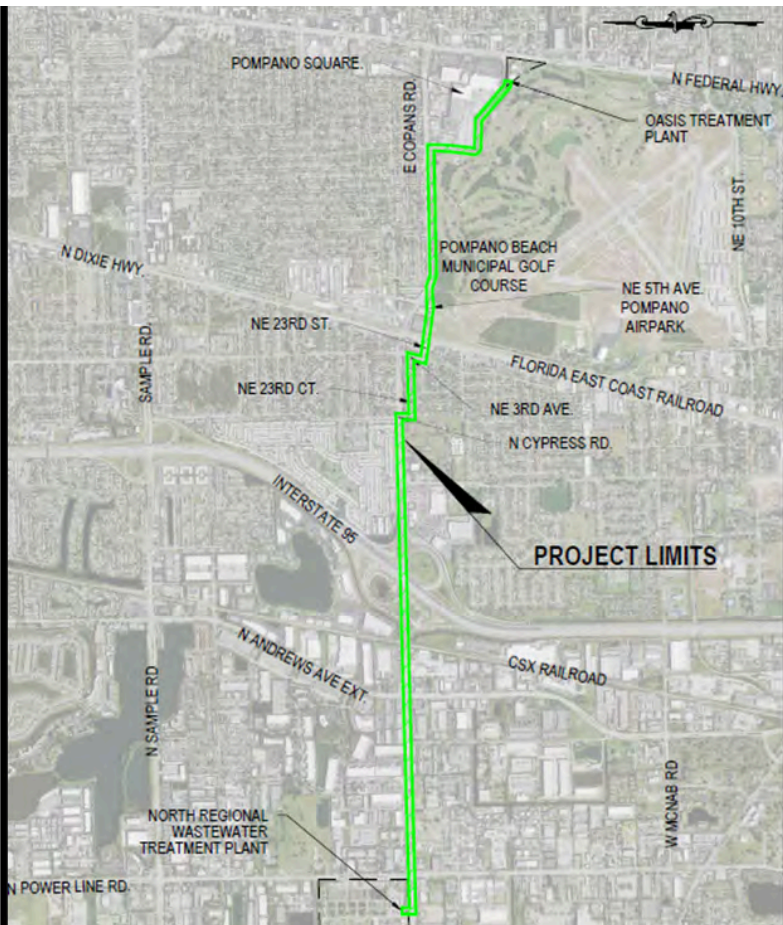 POMPANO SQUARE.
E COPANS RD.
N FEDERAL HWY.
OASIS TREATMENT
PLANT
NE 10TH ST.
N DIXIE HWY.
POMPANO BEACH
MUNICIPAL GOLF
COURSE
NE 5TH AVE.
POMPANO
AIRPARK
NE 23RD ST.
SAMPLE RD.
FLORIDA EAST COAST RAILROAD
NE 23RD CT.
NE 3RD AVE.
N CYPRESS RD.
INTERSTATE 95
PROJECT LIMITS
N ANDREWS AVE EXT.
CSX RAILROAD
N SAMPLE RD
W MCNAB RD
NORTH REGIONAL
WASTEWATER
TREATMENT PLANT
N POWER LINE RD.